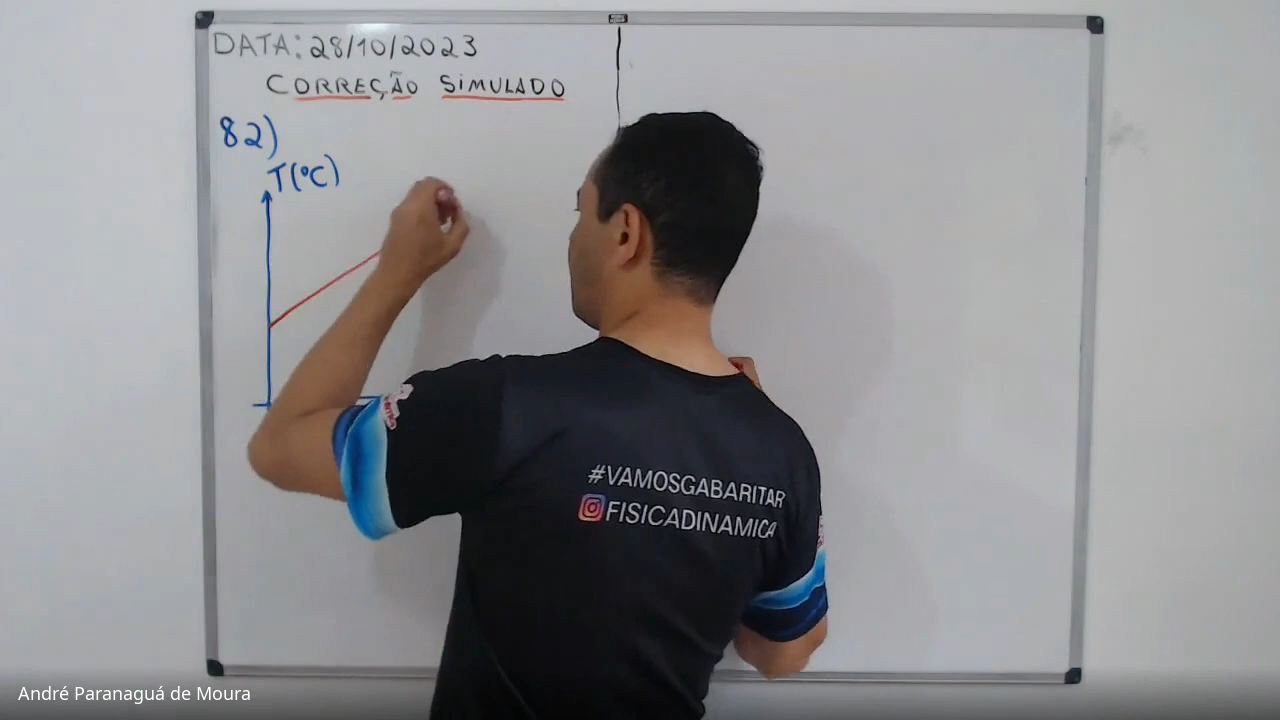 DATA: 28/10/2023
CORREÇÃO SIMULADO
82)
T(°C)
#VAMOSGABARITAR
FISICADINAMICA
André Paranaguá de Moura